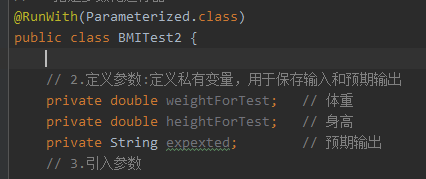 @RunWith(Parameterized.class)
public class BMITest2 {
// 2.定义参数:定义私有变量，用于保存输入和预期输出
private double weightForTest; // 体重
private double heightForTest; // 身高
private String expexted; // 预期输出
// 3.引入参数